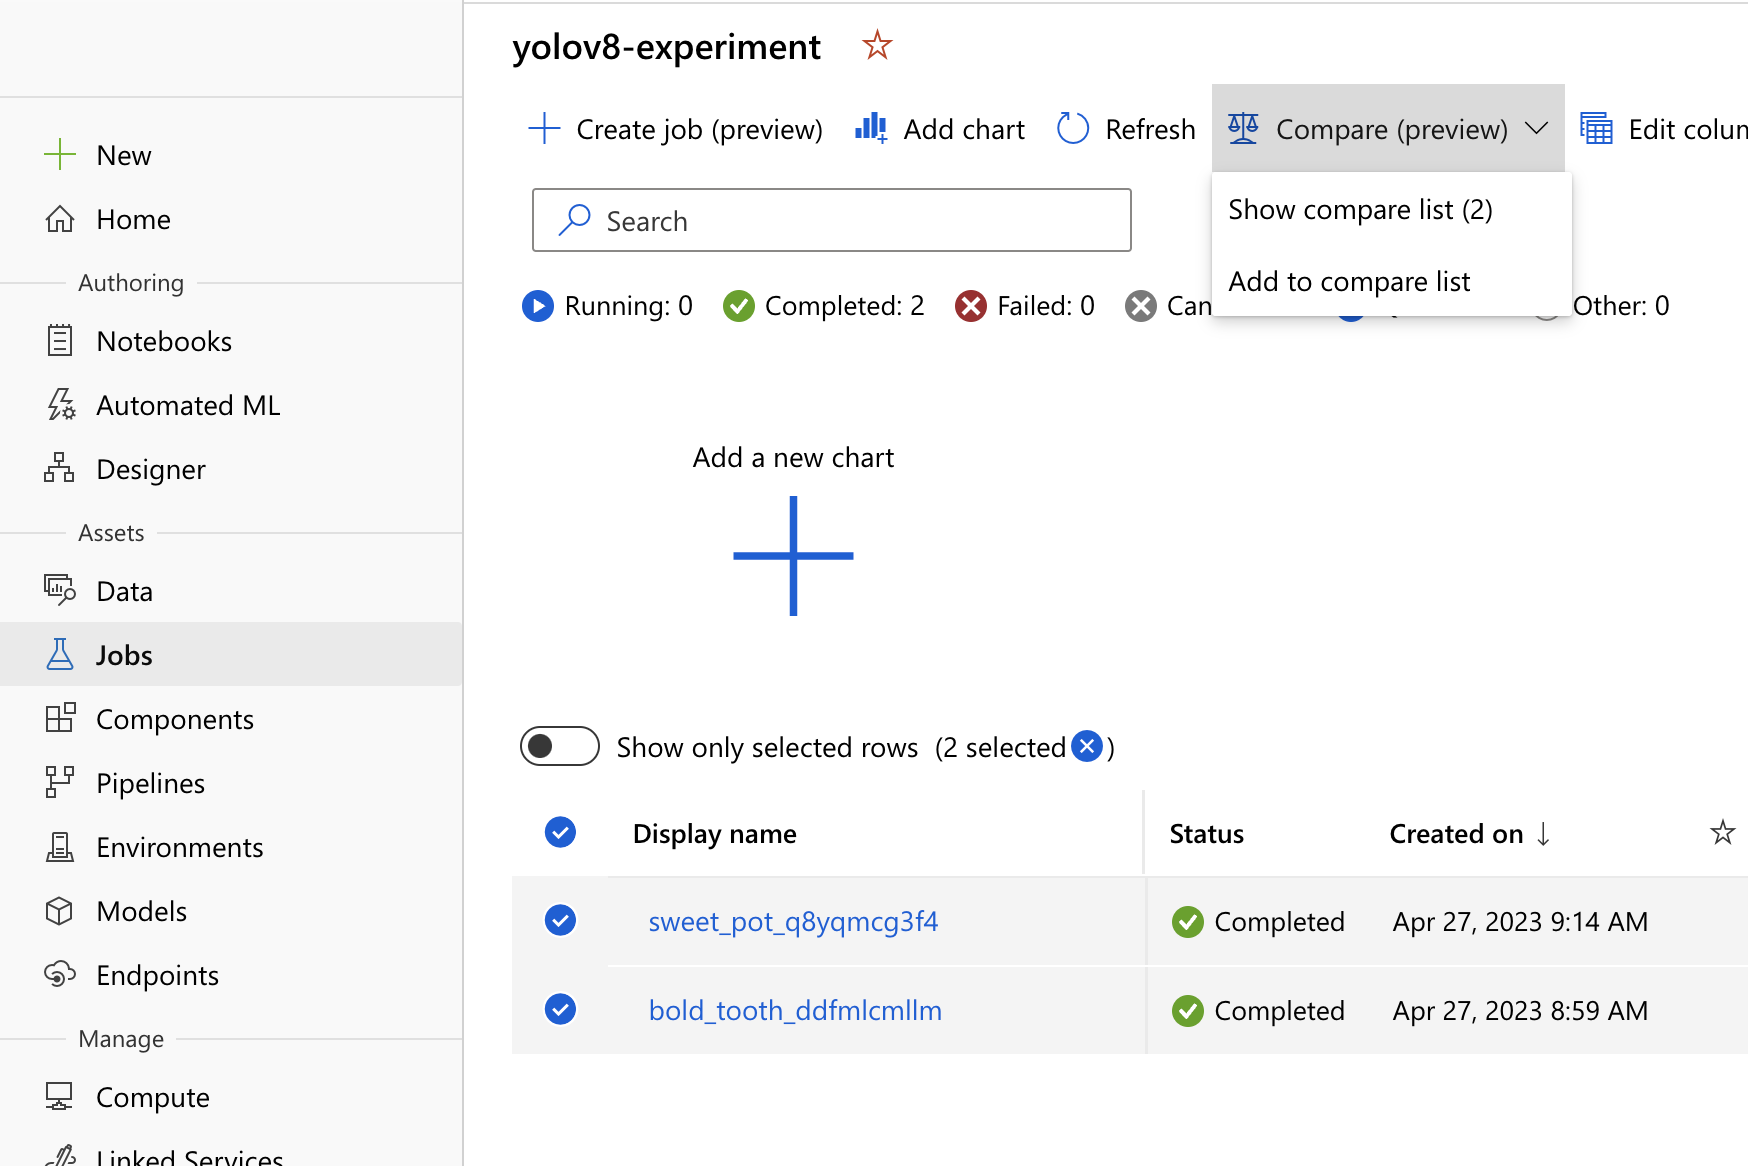 yolov8-experiment
Create job (preview)
Add chart
Refresh
Compare (preview)
Edit colum
Show compare list (2)
Add to compare list
Search
Running: 0
Completed: 2
Failed: 0
Can
Other: 0
New
Home
Authoring
Notebooks
Automated ML
Designer
Assets
Data
Jobs
Components
Pipelines
Environments
Models
Endpoints
Manage
Compute
Linked Services
Add a new chart
Show only selected rows (2 selected )
Display name Status Created on ↓
sweet_pot_q8yqmcg3f4 Completed Apr 27, 2023 9:14 AM
bold_tooth_ddfmlcmllm Completed Apr 27, 2023 8:59 AM